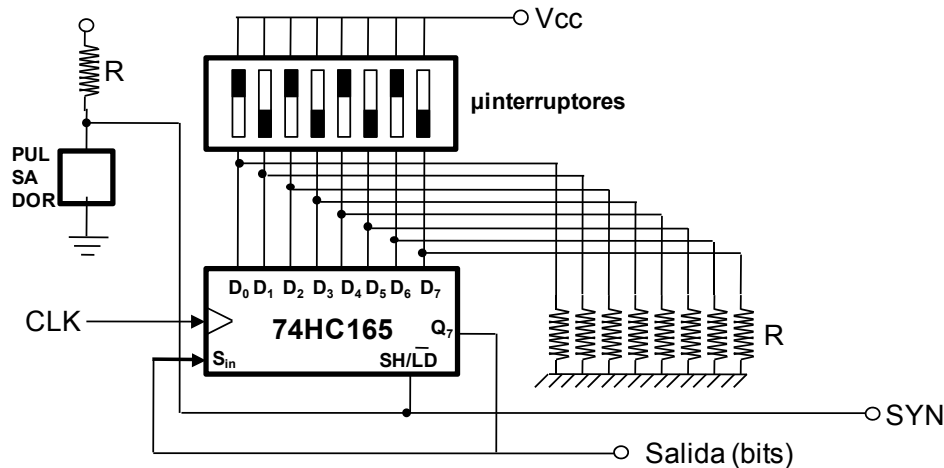 Vcc
R
µinterruptores
PUL
SA
DOR
D₀ D₁ D₂ D₃ D₄ D₅ D₆ D₇
CLK
74HC165
Q₇
R
Sᵢₙ
SH/L̅D̅
SYN
Salida (bits)